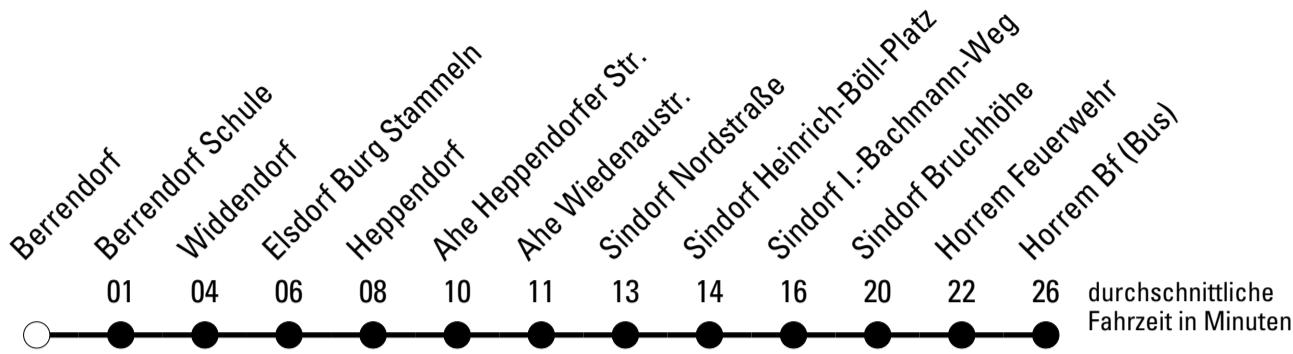 Berrendorf
Berrendorf Schule
Widdendorf
Elsdorf Burg Stammeln
Heppendorf
Ahe Heppendorfer Str.
Ahe Wiedenaustr.
Sindorf Nordstraße
Sindorf Heinrich-Böll-Platz
Sindorf I.-Bachmann-Weg
Sindorf Bruchhöhe
Horrem Feuerwehr
Horrem Bf (Bus)
01 04 06 08 10 11 13 14 16 20 22 26
durchschnittliche
Fahrzeit in Minuten